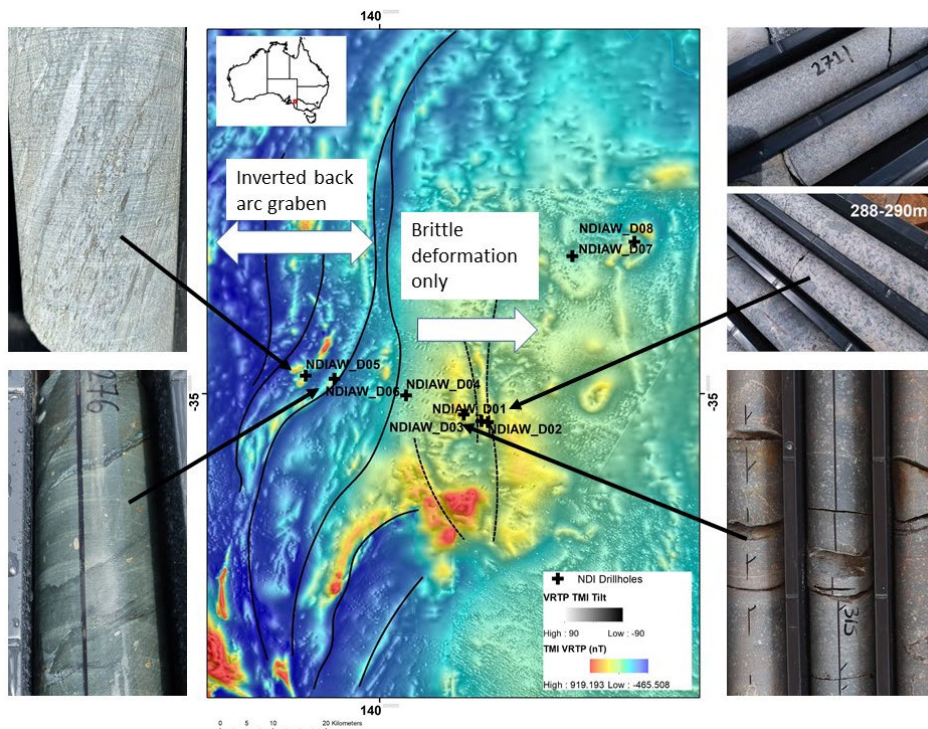 140
Inverted back
arc graben
Brittle
deformation
only
NDIAW_D08
NDIAW_D07
NDIAW_D05
NDIAW_D06
NDIAW_D04
NDIAW_D01
NDIAW_D03
NDIAW_D02
-35
-35
NDI Drillholes
VRTP TMI Tilt
High : 90 Low : -90
TMI VRTP (nT)
High : 919.193 Low : -465.508
140
0 5 10 20 Kilometers
271
288-290m
315